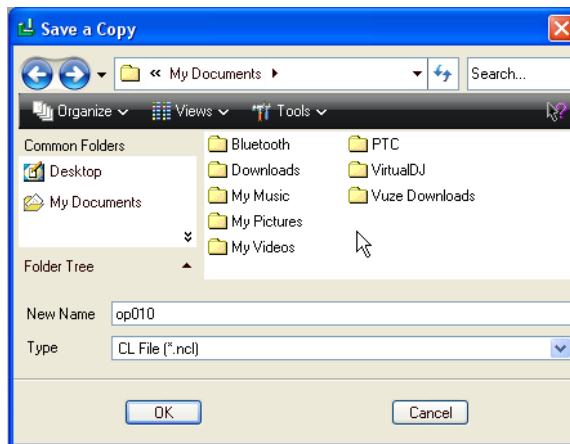 Save a Copy
« My Documents
Search...
Organize Views Tools
Common Folders
Desktop
My Documents
Folder Tree
Bluetooth
Downloads
My Music
My Pictures
My Videos
PTC
VirtualDJ
Vuze Downloads
New Name op010
Type CL File (*.ncl)
OK Cancel